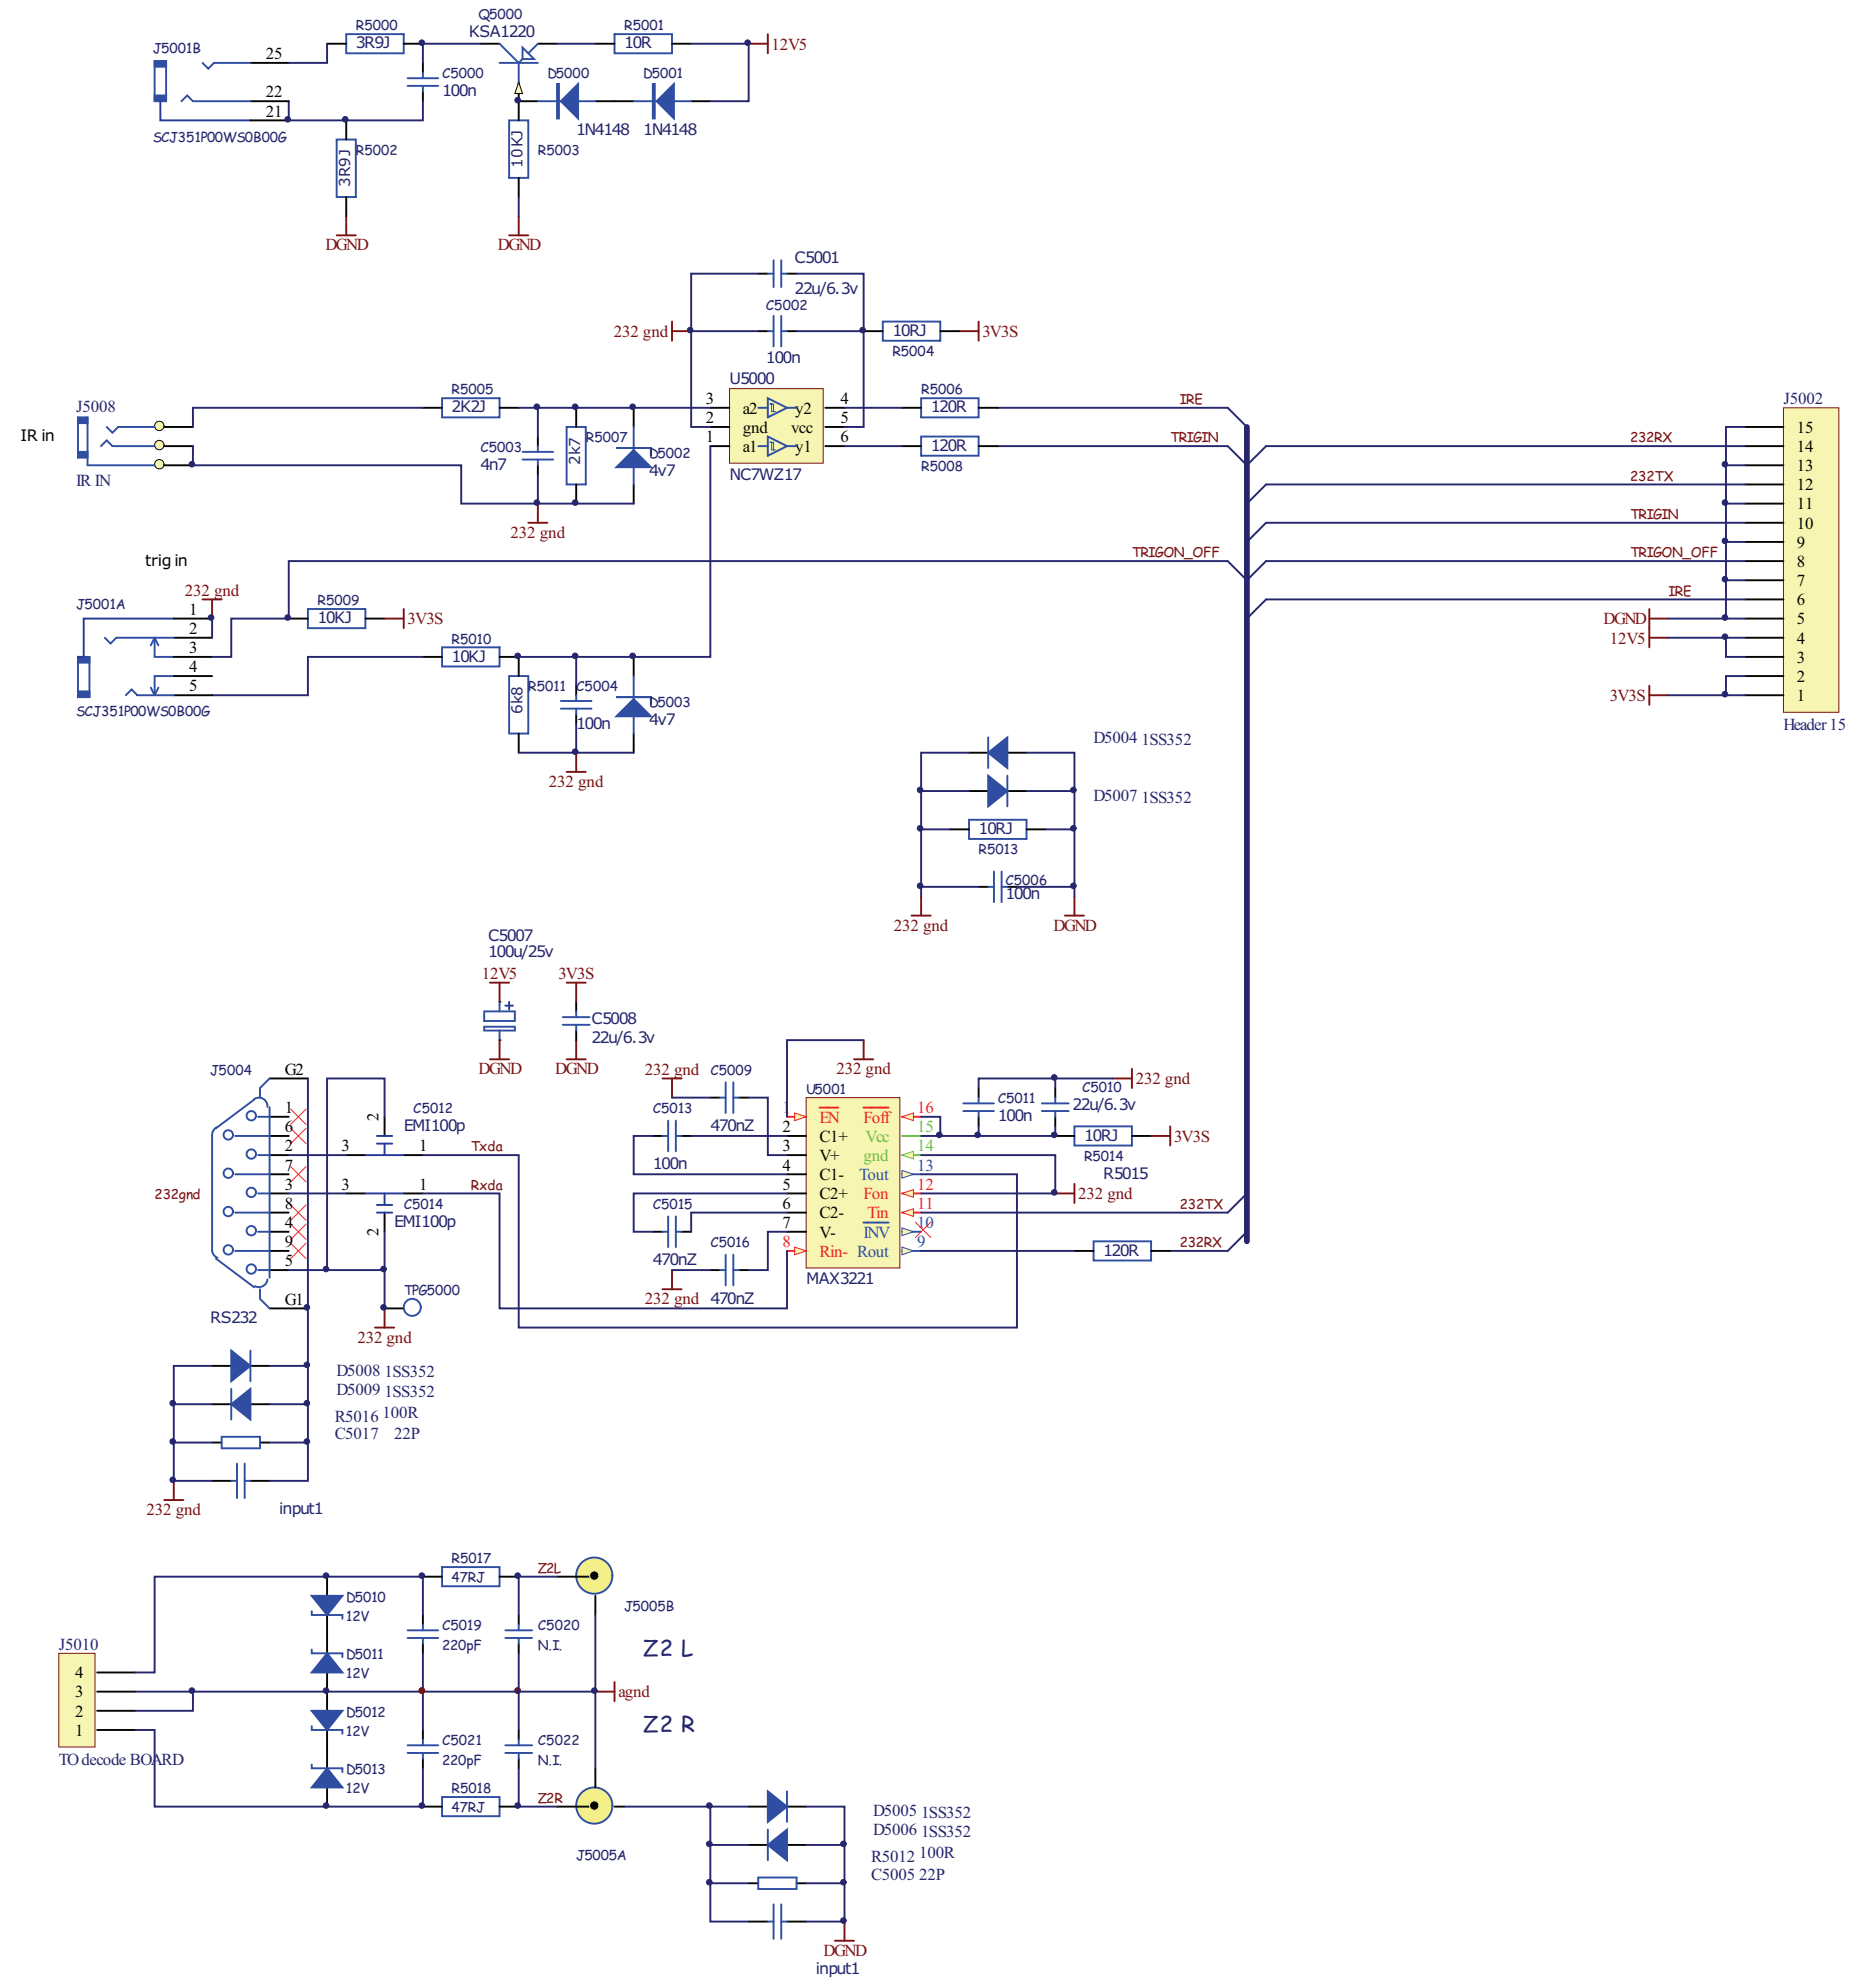 Q5000
KSA1220
R5000
3R9J
R5001
10R
12V5
J5001B
25
22
21
SCJ351P00WS0B00G
C5000
100n
D5000
1N4148
D5001
1N4148
R5002
3R9J
10KJ
R5003
DGND
DGND
C5001
22u/6.3v
C5002
100n
232 gnd
10RJ
R5004
3V3S
U5000
3
2
1
a2
y2
gnd
vcc
a1
y1
4
5
6
NC7WZ17
R5006
120R
120R
R5008
IRE
TRIGIN
J5008
IR in
IR IN
R5005
2K2J
C5003
4n7
R5007
2k7
D5002
4v7
232 gnd
J5002
15
14
13
12
11
10
9
8
7
6
5
4
3
2
1
Header 15
232RX
232TX
TRIGIN
TRIGON_OFF
IRE
DGND
12V5
3V3S
TRIGON_OFF
trig in
232 gnd
J5001A
1
2
3
4
5
SCJ351P00WS0B00G
R5009
10KJ
3V3S
R5010
10KJ
6k8
R5011
C5004
100n
D5003
4v7
232 gnd
D5004 1SS352
D5007 1SS352
10RJ
R5013
C5006
100n
232 gnd
DGND
C5007
100u/25v
12V5
3V3S
+
C5008
22u/6.3v
DGND
DGND
J5004
G2
1
6
2
7
3
8
4
9
5
G1
232gnd
RS232
2
C5012
EMI100p
3
1
Txda
3
1
Rxda
C5014
EMI100p
2
TPG5000
232 gnd
232 gnd
C5009
470nZ
C5013
100n
C5015
470nZ
C5016
470nZ
232 gnd
232 gnd
U5001
1
2
3
4
5
6
7
8
EN
C1+
V+
C1-
C2+
C2-
V-
Rin-
Foff
Vcc
gnd
Tout
Fon
Tin
INV
Rout
16
15
14
13
12
11
10
9
MAX3221
C5011
100n
C5010
22u/6.3v
232 gnd
10RJ
R5014
3V3S
R5015
232 gnd
232TX
120R
232RX
D5008 1SS352
D5009 1SS352
R5016 100R
C5017 22P
232 gnd
input1
J5010
4
3
2
1
TO decode BOARD
D5010
12V
D5011
12V
D5012
12V
D5013
12V
R5017
47RJ
C5019
220pF
C5020
N.I.
C5021
220pF
C5022
N.I.
R5018
47RJ
Z2L
J5005B
Z2 L
agnd
Z2 R
Z2R
J5005A
D5005 1SS352
D5006 1SS352
R5012 100R
C5005 22P
DGND
input1